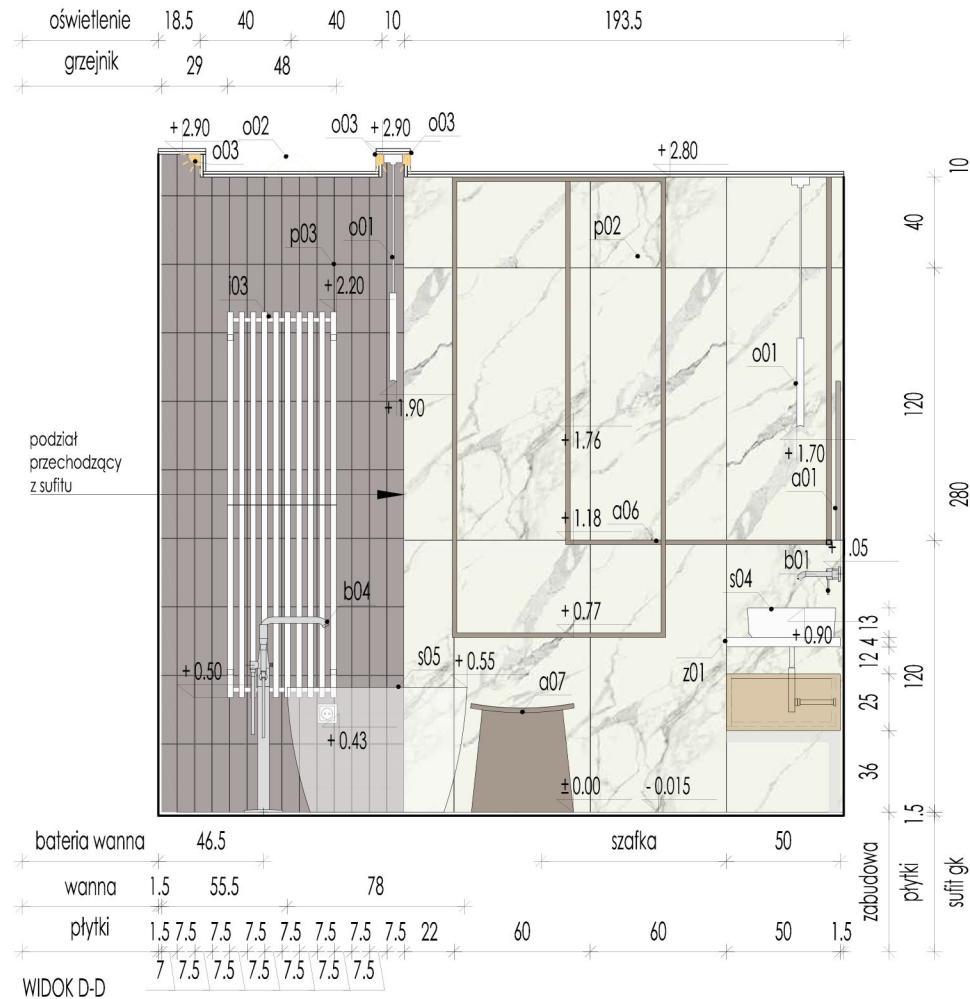 oświetlenie 18.5 40 40 10 193.5
grzejnik 29 48
+ 2.90 o02 o03 + 2.90 o03
o03
+ 2.80
10
40
p03 o01 p02
i03 + 2.20
o01
120
+ 1.90
podział
przechodzący
z sufitu
+ 1.76
+ 1.70
a01
280
+ 1.18 a06
+ .05
b01
s04
b04
+ 0.77
+ 0.90
13
4
12
+ 0.50 s05 + 0.55 z01
a07
120
25
+ 0.43
36
± 0.00 - 0.015
1.5
bateria wanna 46.5 szafka 50
wanna 1.5 55.5 78
zabudowa
płytki
sufit gk
płytki 1.5 7.5 7.5 7.5 7.5 7.5 7.5 7.5 7.5 22 60 60 50 1.5
7 7.5 7.5 7.5 7.5 7.5 7.5
WIDOK D-D